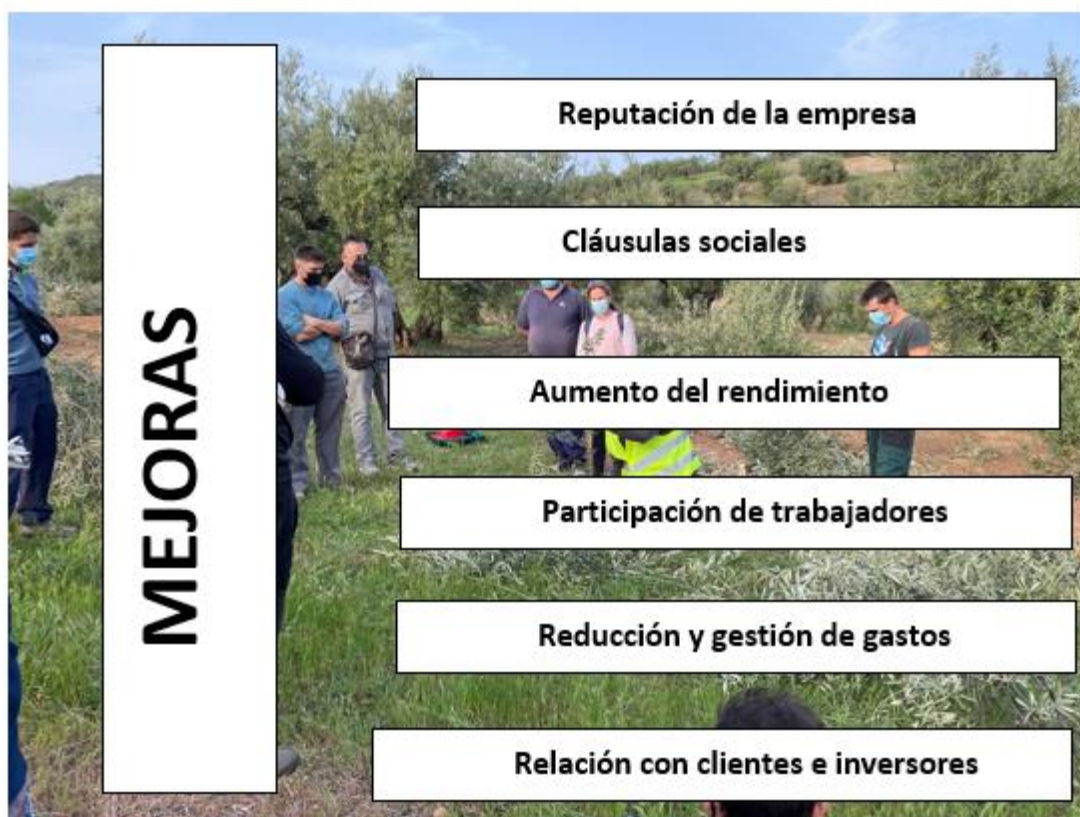 MEJORAS
Reputación de la empresa
Cláusulas sociales
Aumento del rendimiento
Participación de trabajadores
Reducción y gestión de gastos
Relación con clientes e inversores